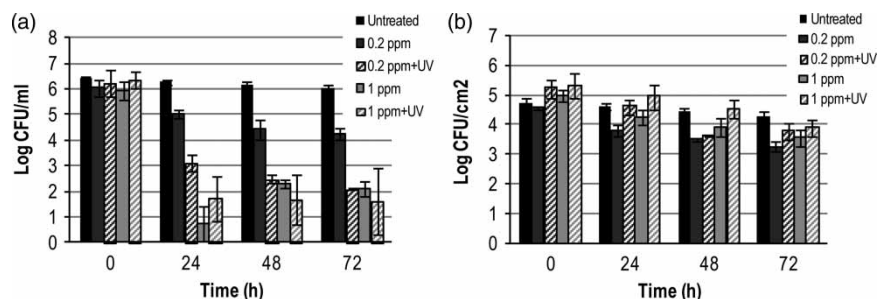 (a)
Log CFU/ml
8
7
6
5
4
3
2
1
0
0 24 48 72
Time (h)
Untreated
0.2 ppm
0.2 ppm+UV
1 ppm
1 ppm+UV
(b)
Log CFU/cm2
7
6
5
4
3
2
1
0
0 24 48 72
Time (h)
Untreated
0.2 ppm
0.2 ppm+UV
1 ppm
1 ppm+UV